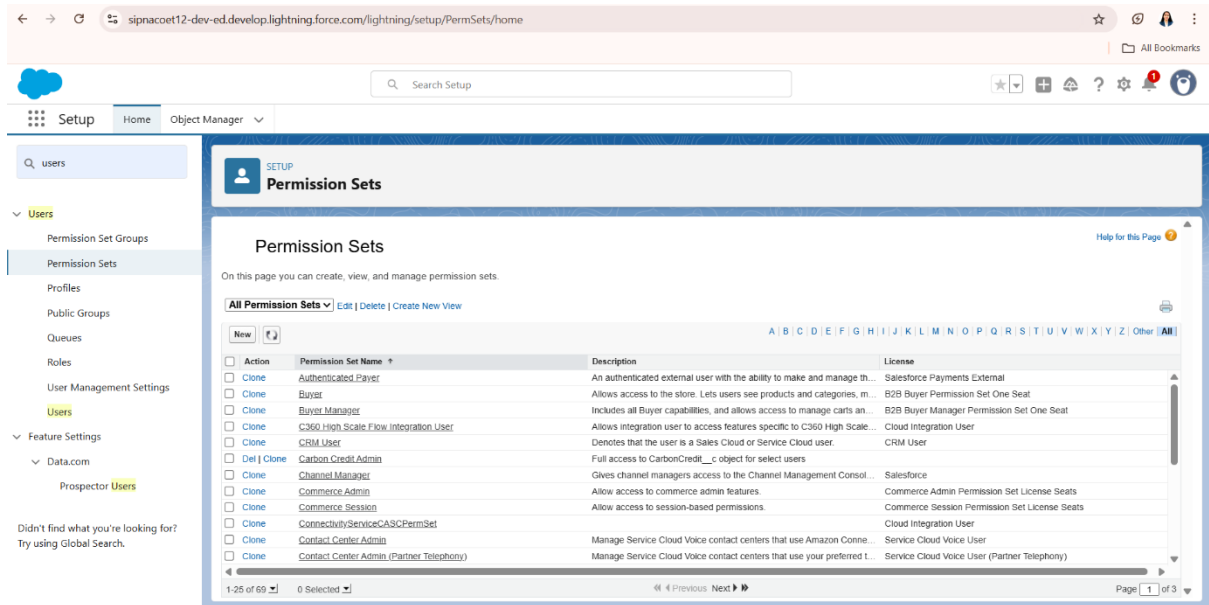 sipnacoet12-dev-ed.develop.lightning.force.com/lightning/setup/PermSets/home
All Bookmarks
Search Setup
1
Setup Home Object Manager
users
SETUP
Permission Sets
Users
Permission Set Groups
Permission Sets
Profiles
Public Groups
Queues
Roles
User Management Settings
Users
Feature Settings
Data.com
Prospector Users
Didn't find what you're looking for?
Try using Global Search.
Permission Sets
Help for this Page ?
On this page you can create, view, and manage permission sets.
All Permission Sets Edit | Delete | Create New View
New A | B | C | D | E | F | G | H | I | J | K | L | M | N | O | P | Q | R | S | T | U | V | W | X | Y | Z | Other All
Action Permission Set Name ↑ Description License
Clone Authenticated Payer An authenticated external user with the ability to make and manage th... Salesforce Payments External
Clone Buyer Allows access to the store. Lets users see products and categories, m... B2B Buyer Permission Set One Seat
Clone Buyer Manager Includes all Buyer capabilities, and allows access to manage carts an... B2B Buyer Manager Permission Set One Seat
Clone C360 High Scale Flow Integration User Allows integration user to access features specific to C360 High Scale... Cloud Integration User
Clone CRM User Denotes that the user is a Sales Cloud or Service Cloud user. CRM User
Del | Clone Carbon Credit Admin Full access to CarbonCredit__c object for select users
Clone Channel Manager Gives channel managers access to the Channel Management Consol... Salesforce
Clone Commerce Admin Allow access to commerce admin features. Commerce Admin Permission Set License Seats
Clone Commerce Session Allow access to session-based permissions. Commerce Session Permission Set License Seats
Clone ConnectivityServiceCASCPermSet Cloud Integration User
Clone Contact Center Admin Manage Service Cloud Voice contact centers that use Amazon Conne... Service Cloud Voice User
Clone Contact Center Admin (Partner Telephony) Manage Service Cloud Voice contact centers that use your preferred t... Service Cloud Voice User (Partner Telephony)
1-25 of 69 0 Selected Previous Next Page 1 of 3